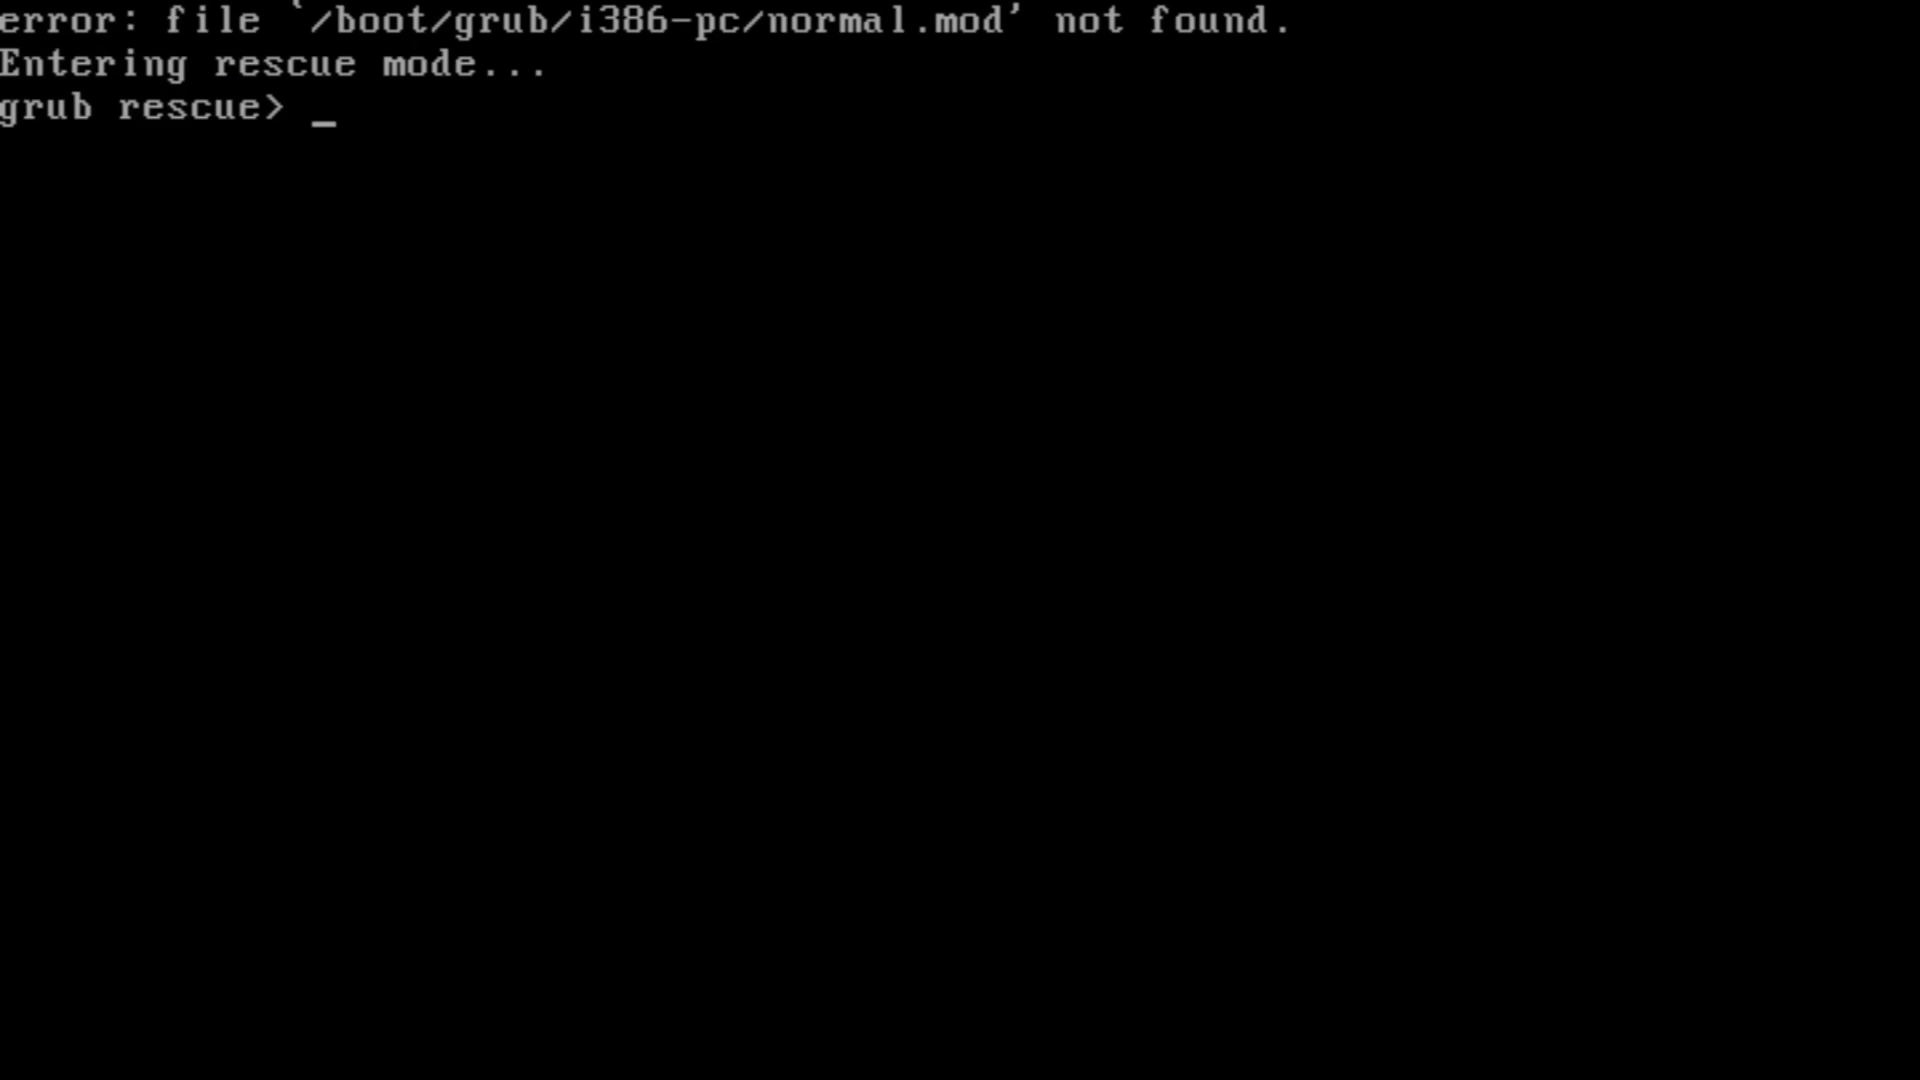 error: file `/boot/grub/i386-pc/normal.mod' not found.
Entering rescue mode...
grub rescue> _